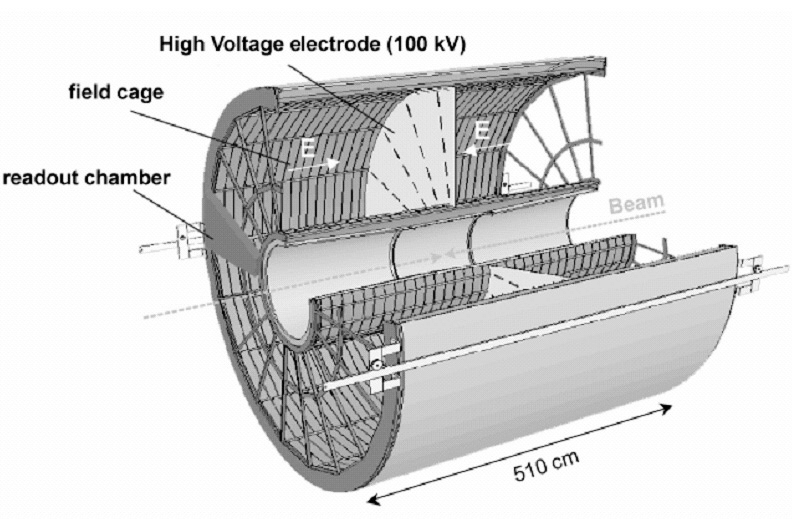 High Voltage electrode (100 kV)
field cage
E
E
readout chamber
Beam
510 cm